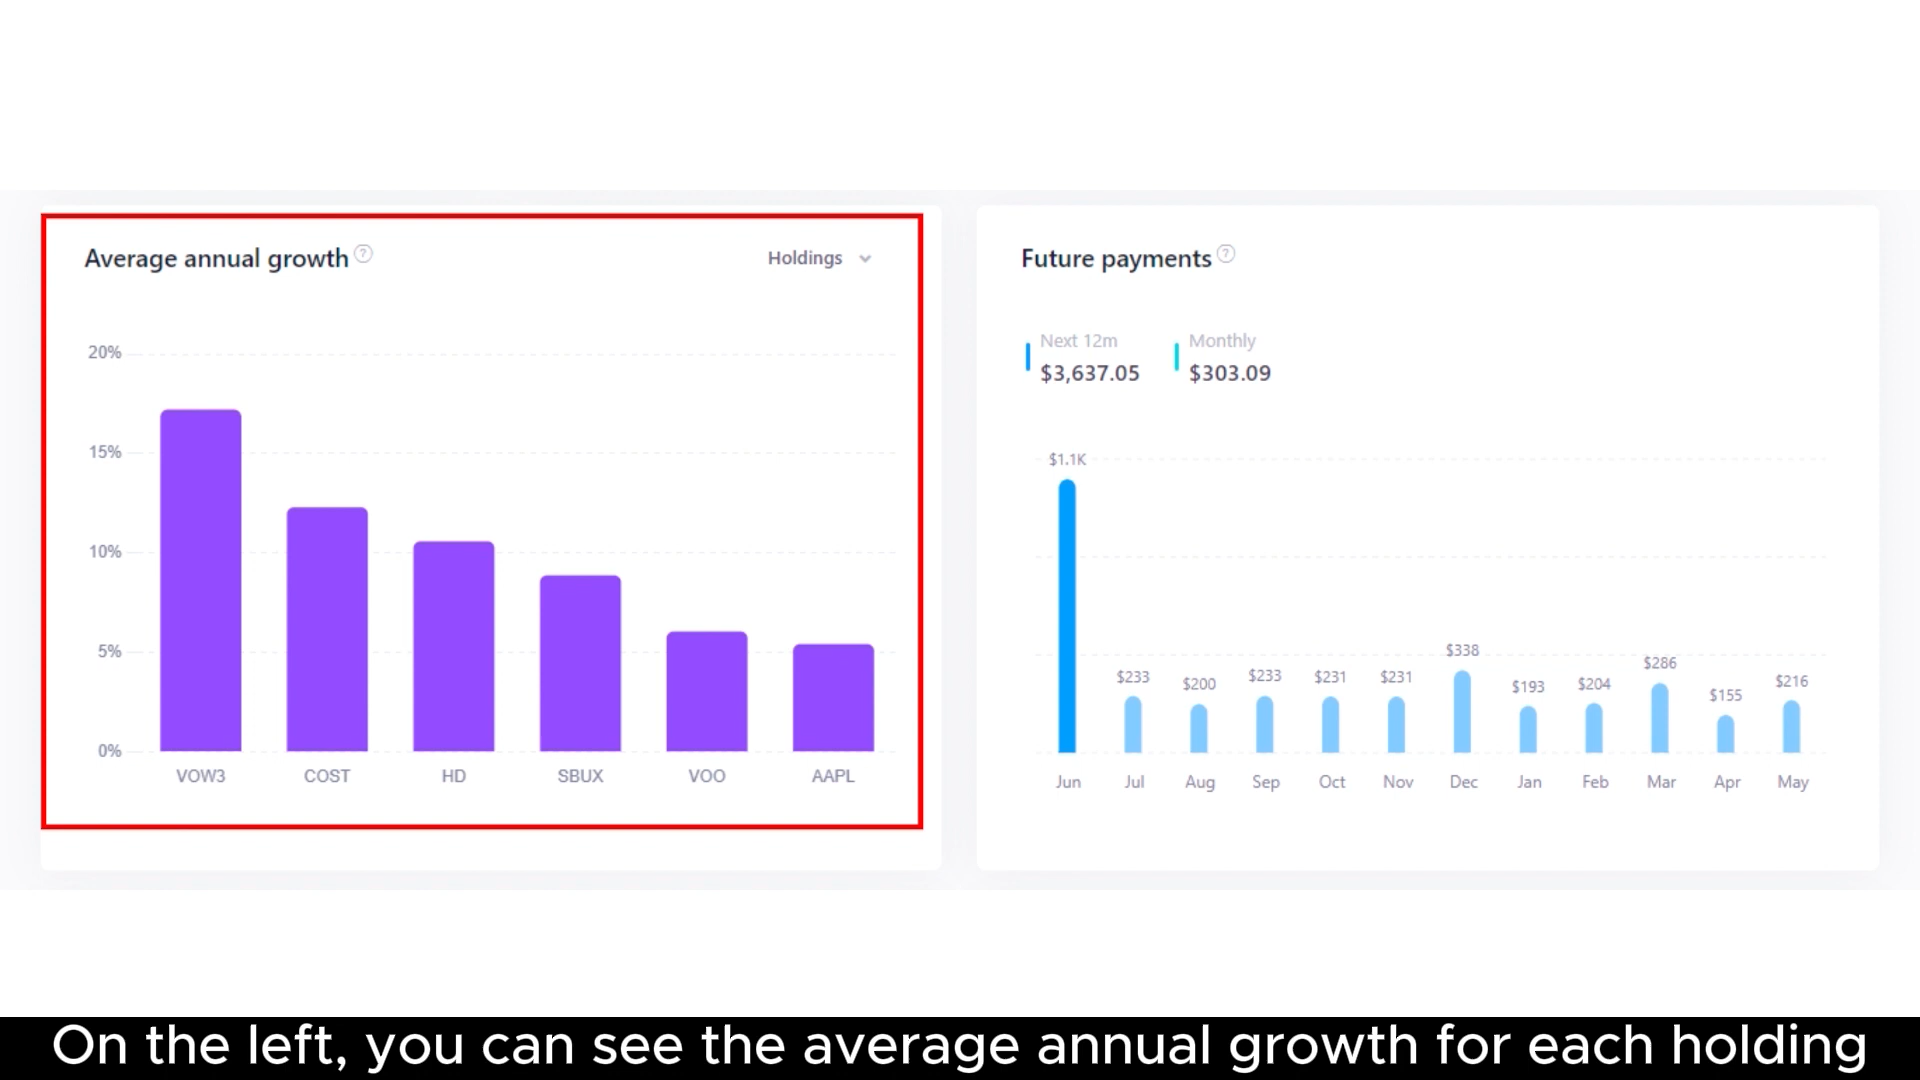 Average annual growth ?
Holdings
20%
15%
10%
5%
0%
VOW3 COST HD SBUX VOO AAPL
Future payments ?
Next 12m Monthly
$3,637.05 $303.09
$1.1K
$233 $200 $233 $231 $231 $338 $193 $204 $286 $155 $216
Jun Jul Aug Sep Oct Nov Dec Jan Feb Mar Apr May
On the left, you can see the average annual growth for each holding